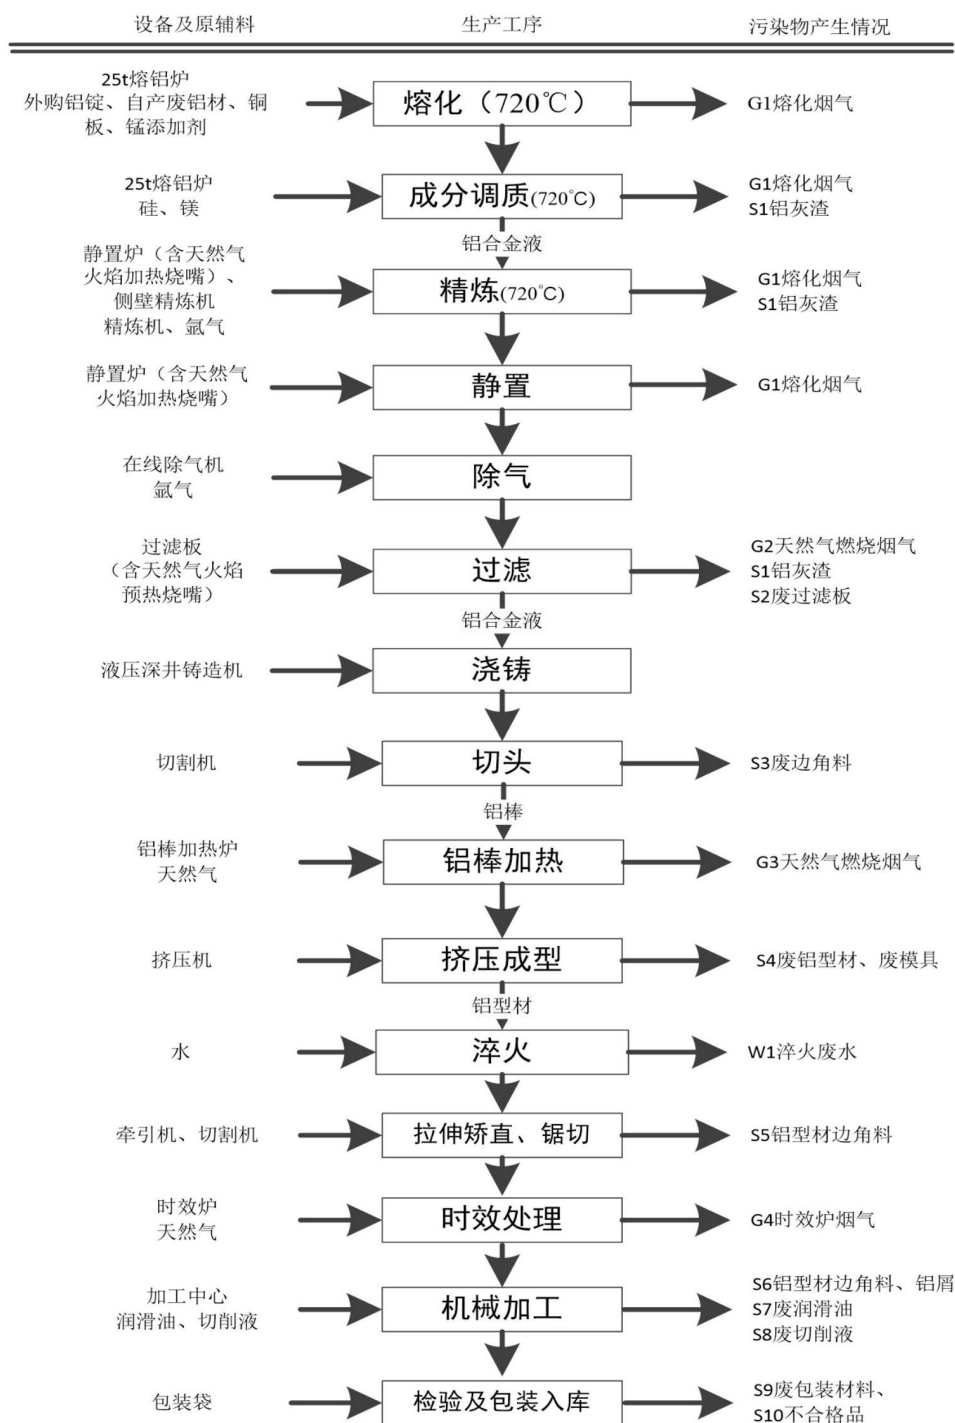 设备及原辅料 生产工序 污染物产生情况
25t熔铝炉
外购铝锭、自产废铝材、铜
板、锰添加剂
熔化（720℃）
G1熔化烟气
25t熔铝炉
硅、镁
成分调质(720℃)
G1熔化烟气
S1铝灰渣
铝合金液
静置炉（含天然气
火焰加热烧嘴）、
侧壁精炼机
精炼机、氩气
精炼(720℃)
G1熔化烟气
S1铝灰渣
静置炉（含天然气
火焰加热烧嘴）
静置
G1熔化烟气
在线除气机
氩气
除气
过滤板
（含天然气火焰
预热烧嘴）
过滤
G2天然气燃烧烟气
S1铝灰渣
S2废过滤板
铝合金液
液压深井铸造机
浇铸
切割机
切头
S3废边角料
铝棒
铝棒加热炉
天然气
铝棒加热
G3天然气燃烧烟气
挤压机
挤压成型
S4废铝型材、废模具
铝型材
水
淬火
W1淬火废水
牵引机、切割机
拉伸矫直、锯切
S5铝型材边角料
时效炉
天然气
时效处理
G4时效炉烟气
加工中心
润滑油、切削液
机械加工
S6铝型材边角料、铝屑
S7废润滑油
S8废切削液
包装袋
检验及包装入库
S9废包装材料、
S10不合格品